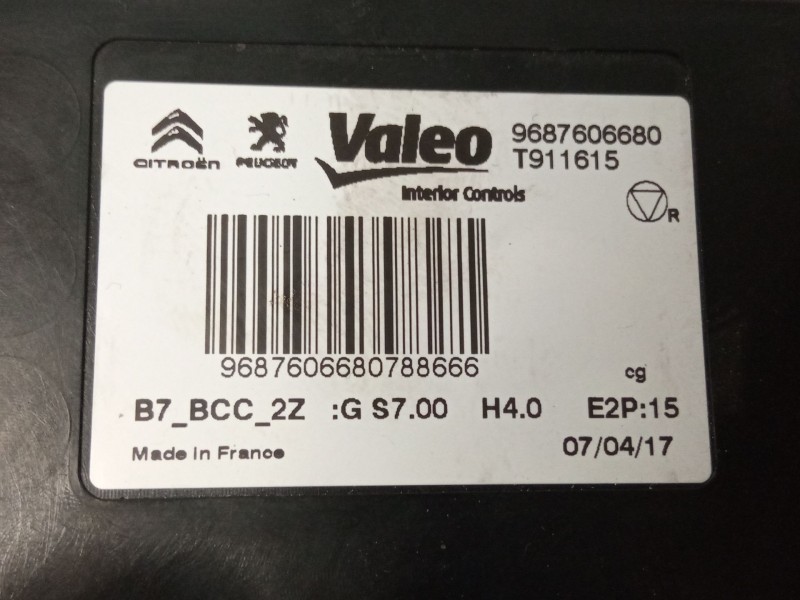 CITROËN PEUGEOT Valeo 9687606680
T911615
Interior Controls
R
9687606680788666
cg
B7_BCC_2Z :G S7.00 H4.0 E2P:15
Made In France 07/04/17